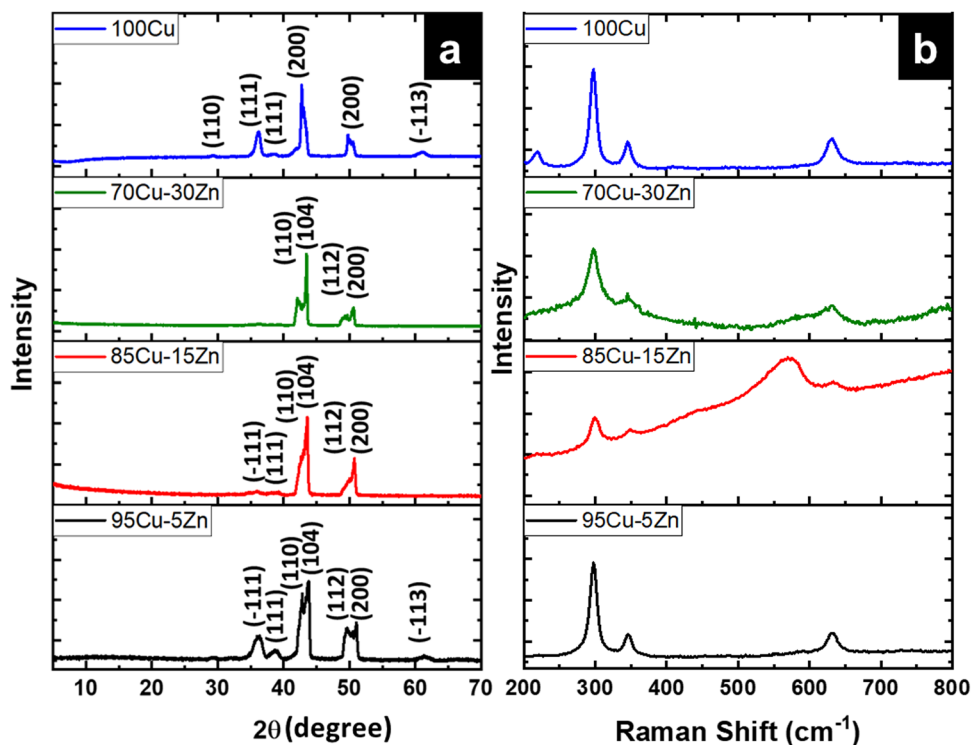 a
100Cu
(110)
(111)
(111)
(200)
(200)
(-113)
70Cu-30Zn
(110)
(104)
(112)
(200)
85Cu-15Zn
(-111)
(111)
(110)
(104)
(112)
(200)
95Cu-5Zn
(-111)
(111)
(110)
(104)
(112)
(200)
(-113)
Intensity
10 20 30 40 50 60 70
2θ (degree)
b
100Cu
70Cu-30Zn
85Cu-15Zn
95Cu-5Zn
Intensity
200 300 400 500 600 700 800
Raman Shift (cm⁻¹)